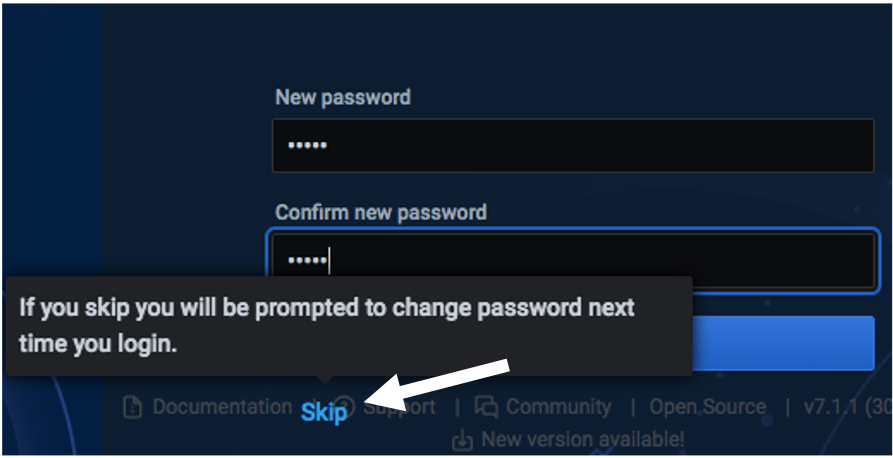 New password
•••••
Confirm new password
•••••
If you skip you will be prompted to change password next
time you login.
Documentation | Support | Community | Open Source | v7.1.1 (30
Skip
New version available!